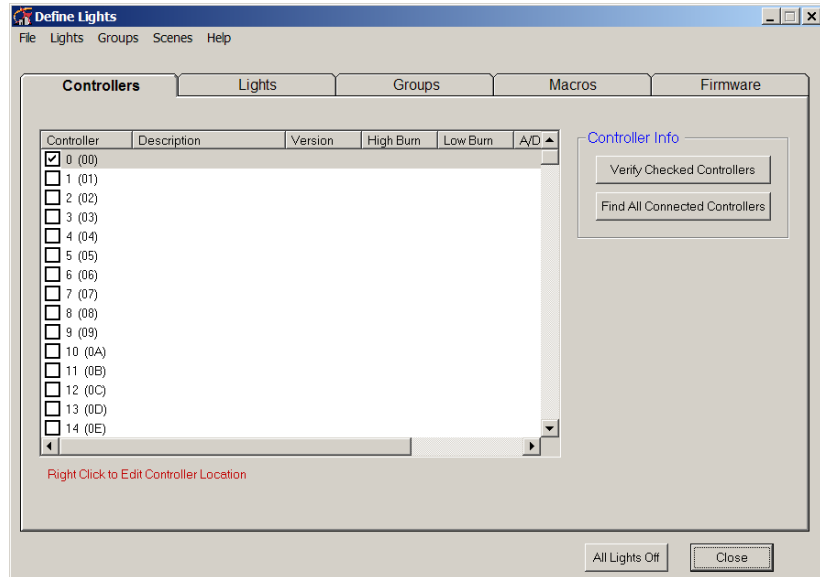 Define Lights
File Lights Groups Scenes Help
Controllers Lights Groups Macros Firmware
Controller Description Version High Burn Low Burn A/D
Controller Info
0 (00)
Verify Checked Controllers
1 (01)
2 (02)
Find All Connected Controllers
3 (03)
4 (04)
5 (05)
6 (06)
7 (07)
8 (08)
9 (09)
10 (0A)
11 (0B)
12 (0C)
13 (0D)
14 (0E)
Right Click to Edit Controller Location
All Lights Off Close